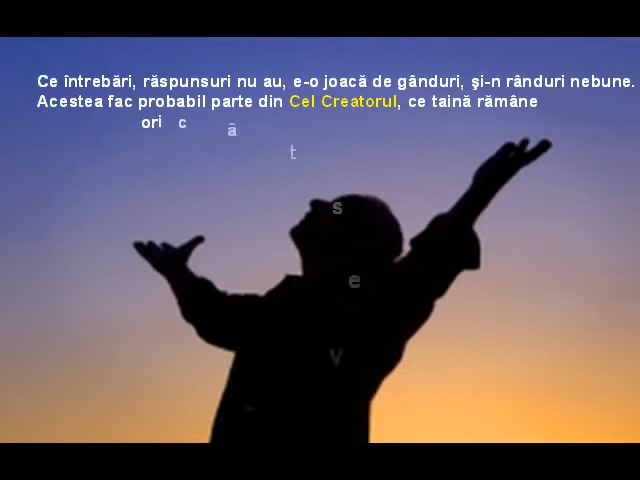 Ce întrebări, răspunsuri nu au, e-o joacă de gânduri, şi-n rânduri nebune.
Acestea fac probabil parte din Cel Creatorul, ce taină rămâne
ori c â t s e v